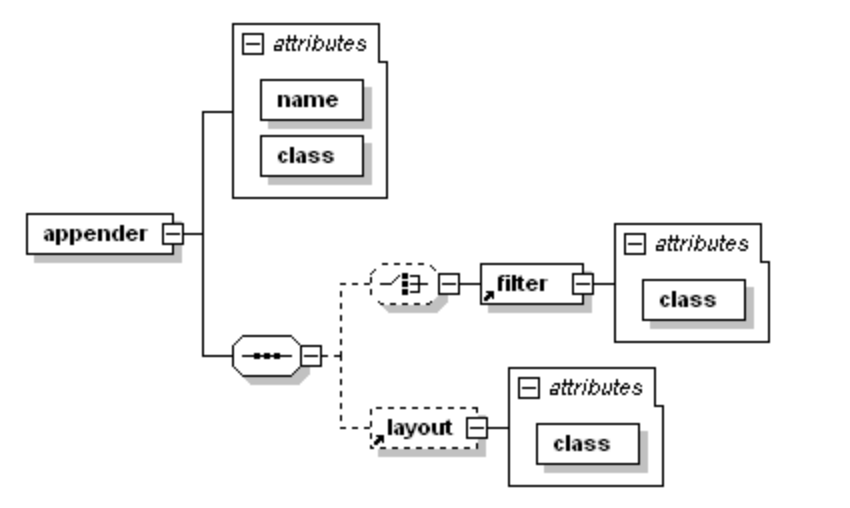 attributes
name
class
appender
attributes
filter
class
attributes
layout
class